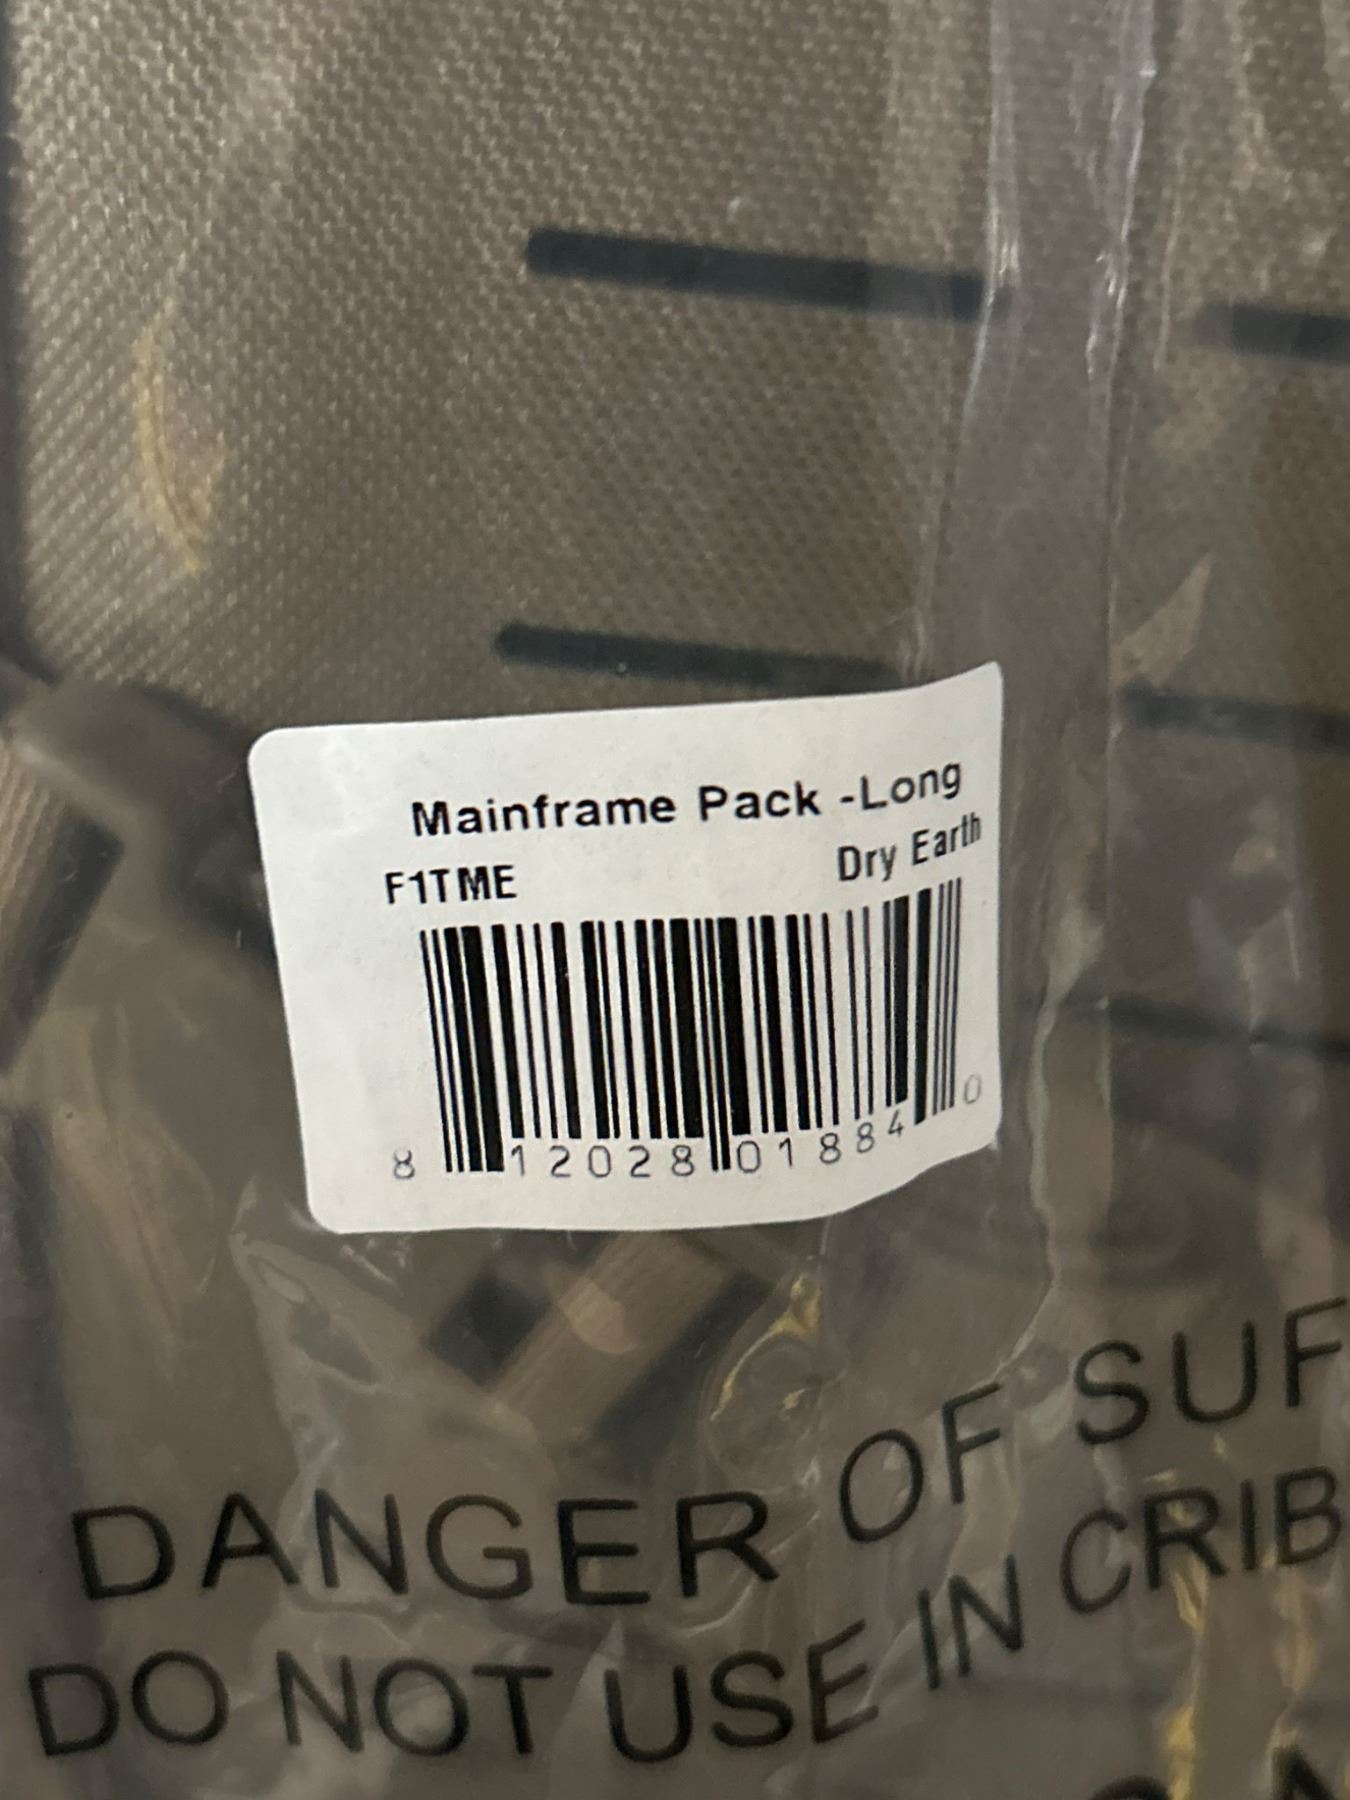 Mainframe Pack -Long
F1TME Dry Earth
8 12028 01884 0
DANGER OF SUF
DO NOT USE IN CRIB